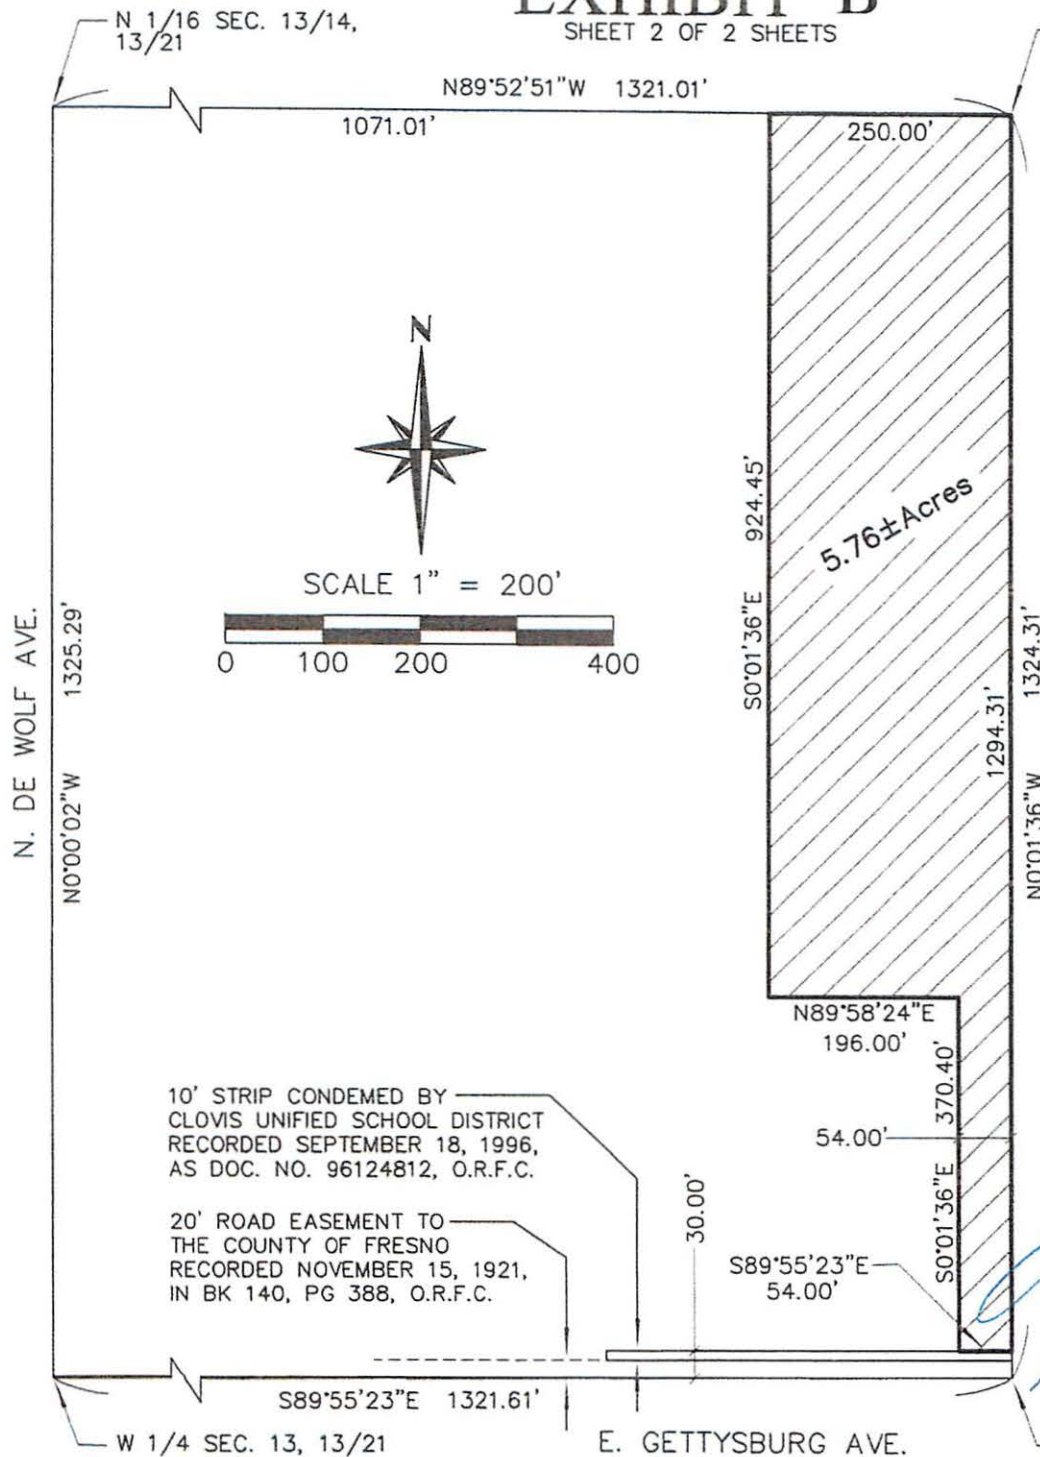 EXHIBIT "B"
SHEET 2 OF 2 SHEETS
N 1/16 SEC. 13/14,
13/21
N89°52'51"W 1321.01'
1071.01'
250.00'
N
SCALE 1" = 200'
0 100 200 400
N. DE WOLF AVE.
N0°00'02"W 1325.29'
S0°01'36"E 924.45'
5.76±Acres
1294.31'
N0°01'36"W 1324.31'
N89°58'24"E
196.00'
S0°01'36"E 370.40'
54.00'
10' STRIP CONDEMED BY
CLOVIS UNIFIED SCHOOL DISTRICT
RECORDED SEPTEMBER 18, 1996,
AS DOC. NO. 96124812, O.R.F.C.
30.00'
20' ROAD EASEMENT TO
THE COUNTY OF FRESNO
RECORDED NOVEMBER 15, 1921,
IN BK 140, PG 388, O.R.F.C.
S89°55'23"E
54.00'
S89°55'23"E 1321.61'
W 1/4 SEC. 13, 13/21
E. GETTYSBURG AVE.